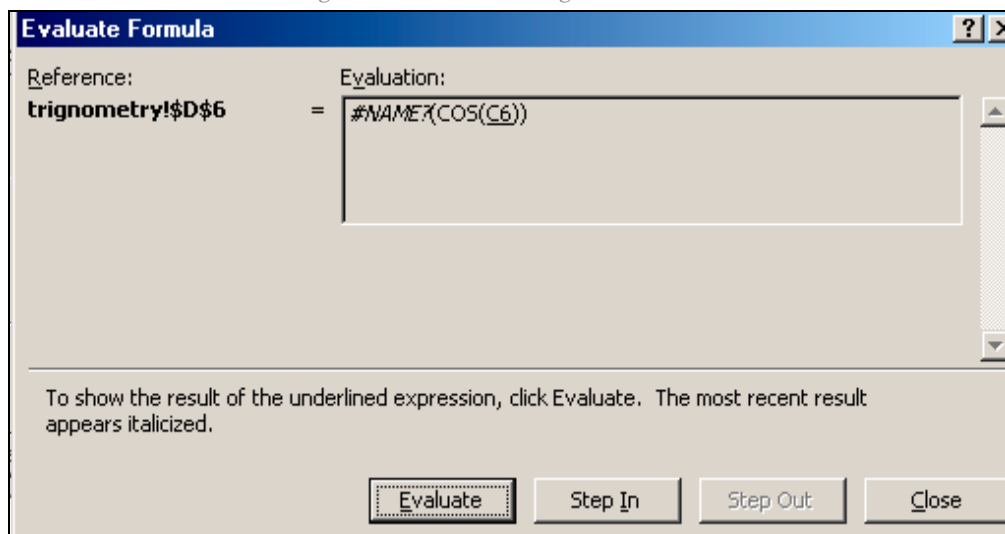 Evaluate Formula
Reference:
Evaluation:
trignometry!$D$6 = #NAME?(COS(C6))
To show the result of the underlined expression, click Evaluate. The most recent result
appears italicized.
Evaluate Step In Step Out Close